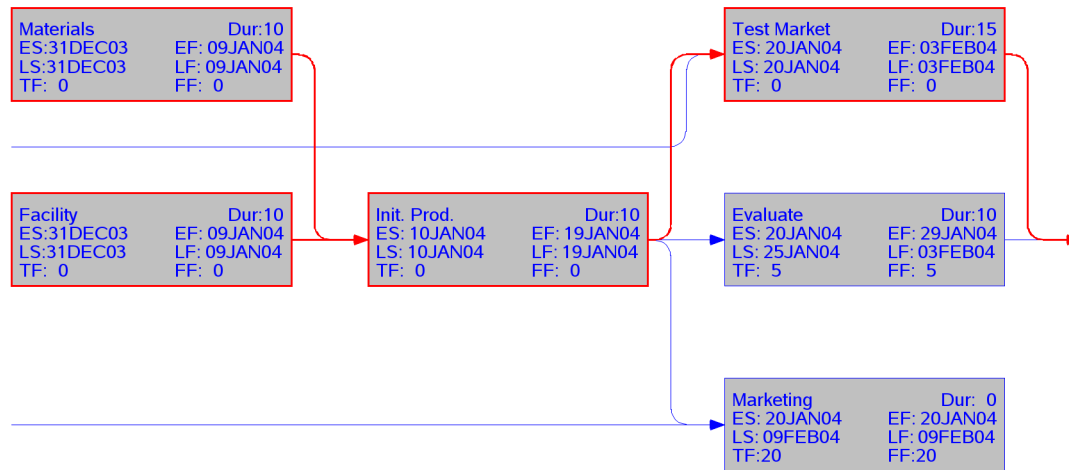 Materials Dur:10
ES:31DEC03 EF: 09JAN04
LS:31DEC03 LF: 09JAN04
TF: 0 FF: 0
Test Market Dur:15
ES: 20JAN04 EF: 03FEB04
LS: 20JAN04 LF: 03FEB04
TF: 0 FF: 0
Facility Dur:10
ES:31DEC03 EF: 09JAN04
LS:31DEC03 LF: 09JAN04
TF: 0 FF: 0
Init. Prod. Dur:10
ES: 10JAN04 EF: 19JAN04
LS: 10JAN04 LF: 19JAN04
TF: 0 FF: 0
Evaluate Dur:10
ES: 20JAN04 EF: 29JAN04
LS: 25JAN04 LF: 03FEB04
TF: 5 FF: 5
Marketing Dur: 0
ES: 20JAN04 EF: 20JAN04
LS: 09FEB04 LF: 09FEB04
TF:20 FF:20